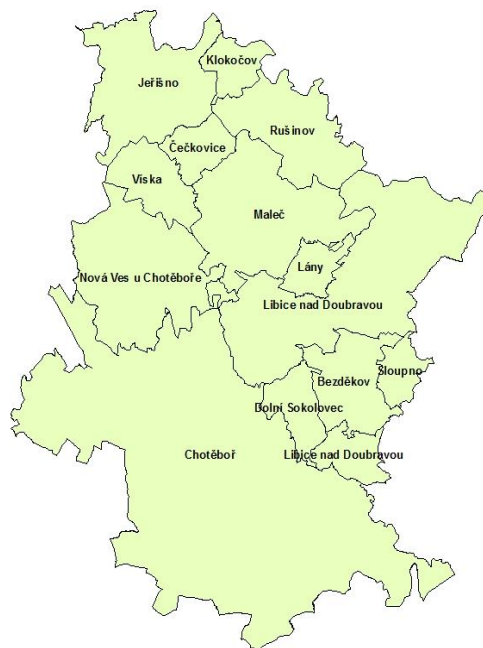 Klokočov
Jeřišno
Rušinov
Čečkovice
Víska
Maleč
Lány
Nová Ves u Chotěboře
Libice nad Doubravou
Sloupno
Bezděkov
Dolní Sokolovec
Chotěboř
Libice nad Doubravou